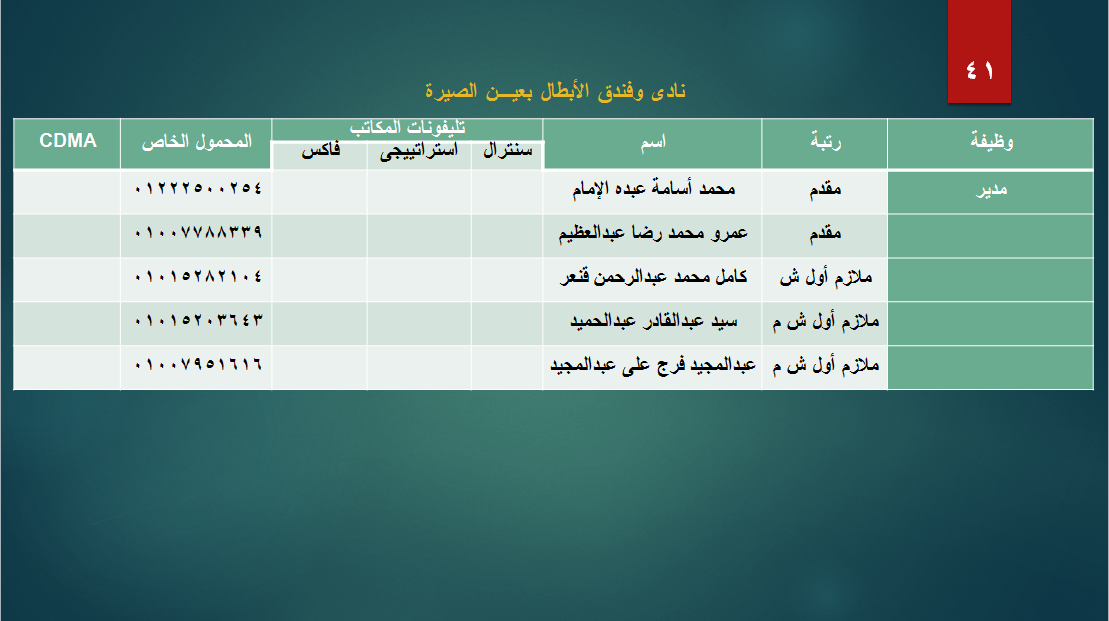 ٤١
نادى وفندق الأبطال بعيـــن الصيرة
وظيفة رتبة اسم تليفونات المكاتب المحمول الخاص CDMA
سنترال استراتييجى فاكس
مدير مقدم محمد أسامة عبده الإمام ٠١٢٢٢٥٠٠٢٥٤
مقدم عمرو محمد رضا عبدالعظيم ٠١٠٠٧٧٨٨٣٣٩
ملازم أول ش كامل محمد عبدالرحمن قنعر ٠١٠١٥٢٨٢١٠٤
ملازم أول ش م سيد عبدالقادر عبدالحميد ٠١٠١٥٢٠٣٦٤٣
ملازم أول ش م عبدالمجيد فرج على عبدالمجيد ٠١٠٠٧٩٥١٦١٦